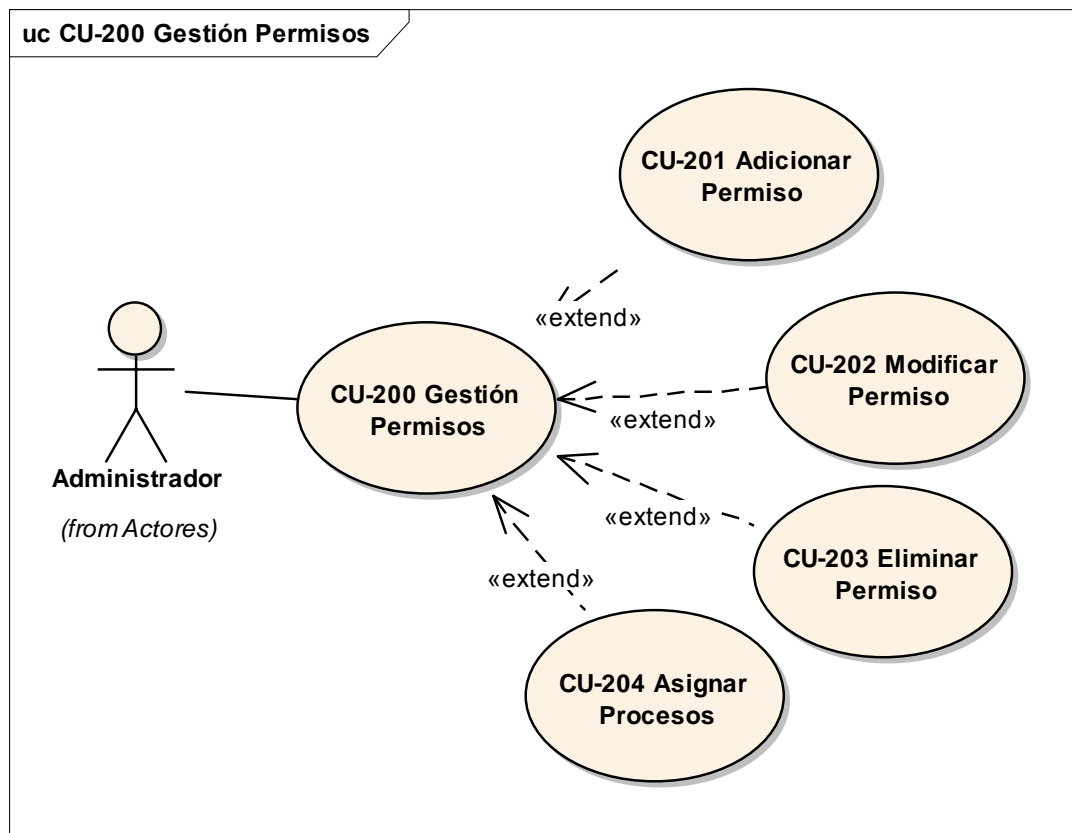 uc CU-200 Gestión Permisos
CU-201 Adicionar
Permiso
«extend»
CU-202 Modificar
Permiso
«extend»
CU-200 Gestión
Permisos
Administrador
(from Actores)
«extend»
CU-203 Eliminar
Permiso
«extend»
CU-204 Asignar
Procesos